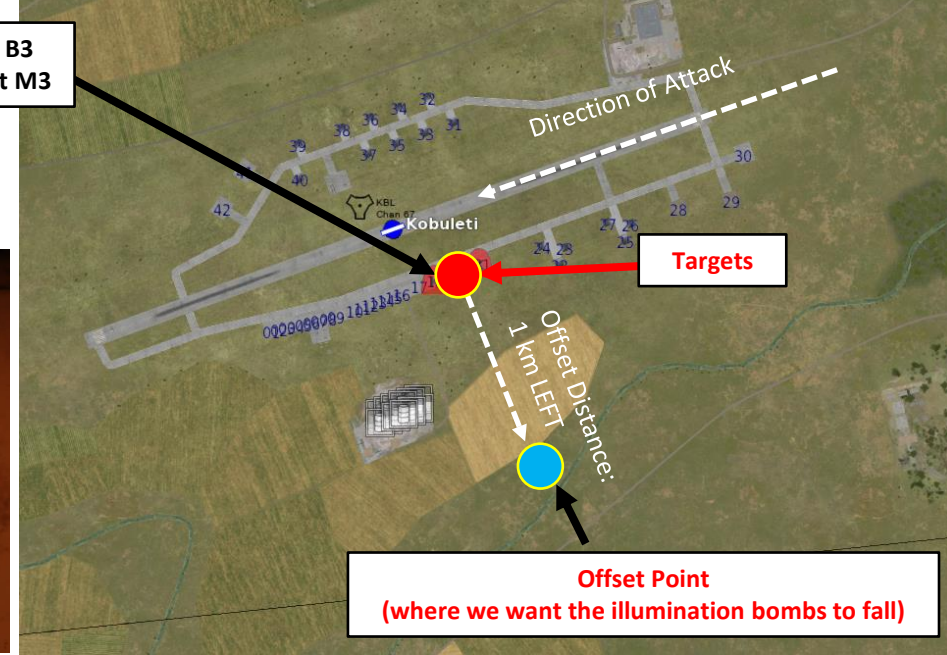 B3
t M3
Direction of Attack
32
34
36
38
39
31
33
35
37
40
42
30
29
28
27
26
25
24
23
KBL
Chan 67
Kobuleti
Targets
17
Offset Distance:
1 km LEFT
Offset Point
(where we want the illumination bombs to fall)